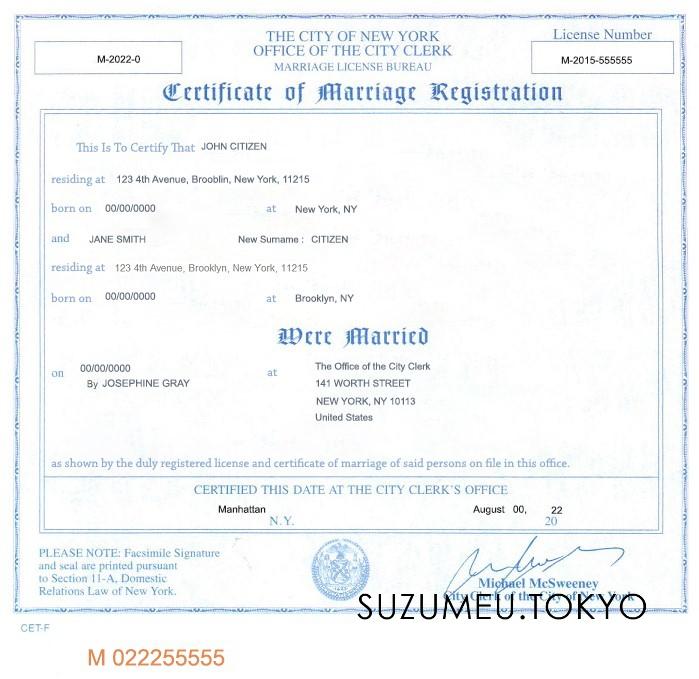 THE CITY OF NEW YORK
OFFICE OF THE CITY CLERK
MARRIAGE LICENSE BUREAU
License Number
M-2022-0
M-2015-555555
Certificate of Marriage Registration
This Is To Certify That JOHN CITIZEN
residing at 123 4th Avenue, Brooblin, New York, 11215
born on 00/00/0000 at New York, NY
and JANE SMITH New Surname : CITIZEN
residing at 123 4th Avenue, Brooklyn, New York, 11215
born on 00/00/0000 at Brooklyn, NY
Were Married
on 00/00/0000 at The Office of the City Clerk
By JOSEPHINE GRAY 141 WORTH STREET
NEW YORK, NY 10113
United States
as shown by the duly registered license and certificate of marriage of said persons on file in this office.
CERTIFIED THIS DATE AT THE CITY CLERK'S OFFICE
Manhattan N.Y. August 00, 22
20
PLEASE NOTE: Facsimile Signature
and seal are printed pursuant
to Section 11-A, Domestic
Relations Law of New York.
Michael McSweeney
City Clerk of the City of New York
SUZUMEU.TOKYO
CET-F
M 022255555